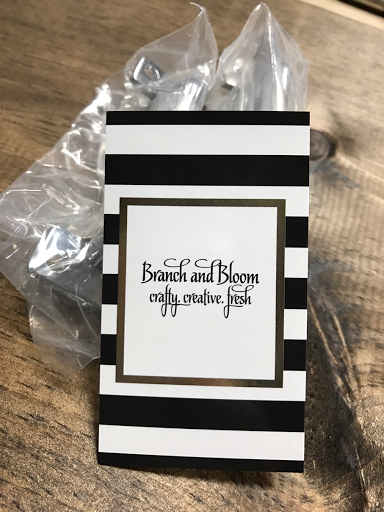 Branch and Bloom
crafty. creative. fresh